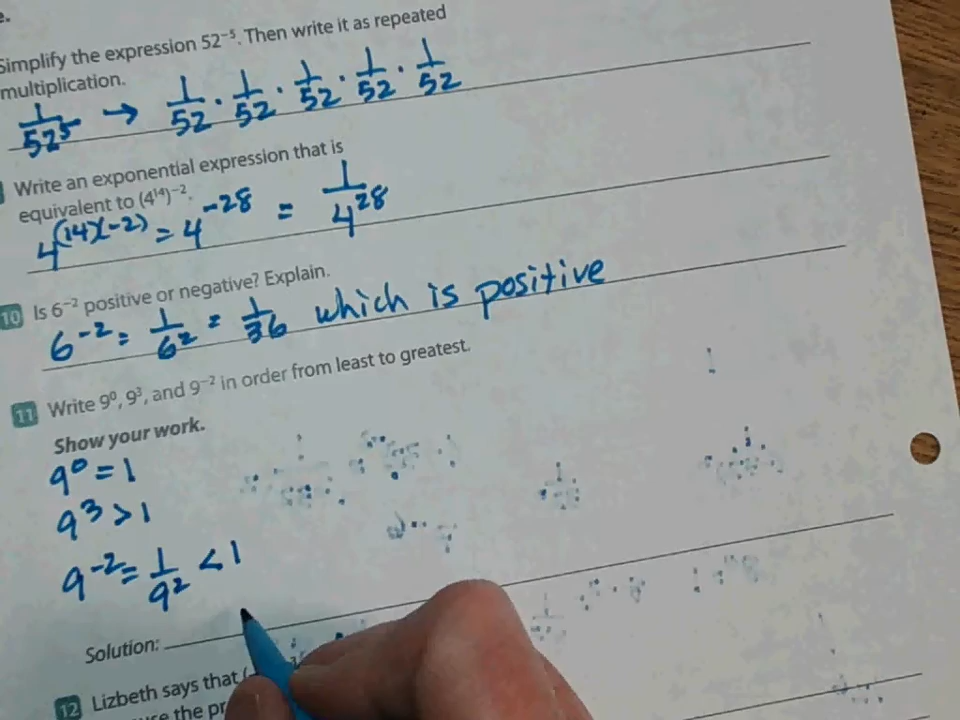 e.
Simplify the expression 52⁻⁵. Then write it as repeated
multiplication.
1/52⁵ → 1/52 · 1/52 · 1/52 · 1/52 · 1/52
Write an exponential expression that is
equivalent to (4¹⁴)⁻².
4^(14)(-2) = 4⁻²⁸ = 1/4²⁸
10 Is 6⁻² positive or negative? Explain.
6⁻² = 1/6² = 1/36 which is positive
11 Write 9⁰, 9³, and 9⁻² in order from least to greatest.
Show your work.
9⁰ = 1
9³ > 1
9⁻² = 1/9² < 1
Solution:
12 Lizbeth says that (
the pr